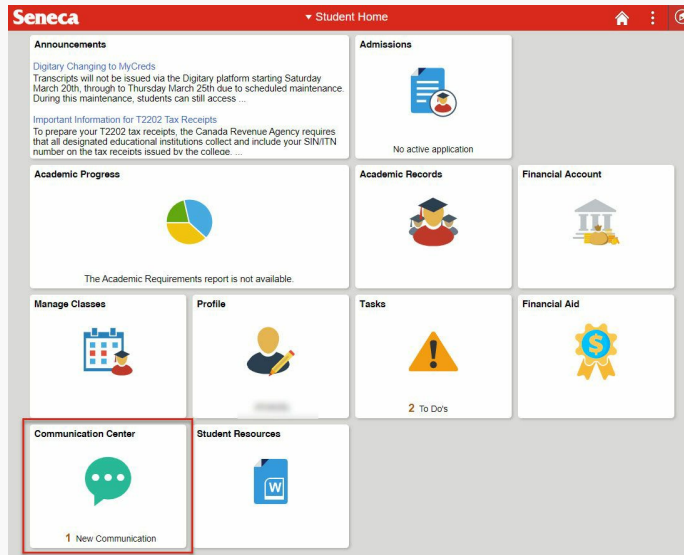 Seneca
▾ Student Home
Announcements
Digitary Changing to MyCreds
Transcripts will not be issued via the Digitary platform starting Saturday
March 20th, through to Thursday March 25th due to scheduled maintenance.
During this maintenance, students can still access ...
Important Information for T2202 Tax Receipts
To prepare your T2202 tax receipts, the Canada Revenue Agency requires
that all designated educational institutions collect and include your SIN/ITN
number on the tax receipts issued by the college. ...
Admissions
No active application
Academic Progress
The Academic Requirements report is not available.
Academic Records
Financial Account
Manage Classes
Profile
Tasks
2 To Do's
Financial Aid
Communication Center
1 New Communication
Student Resources
W